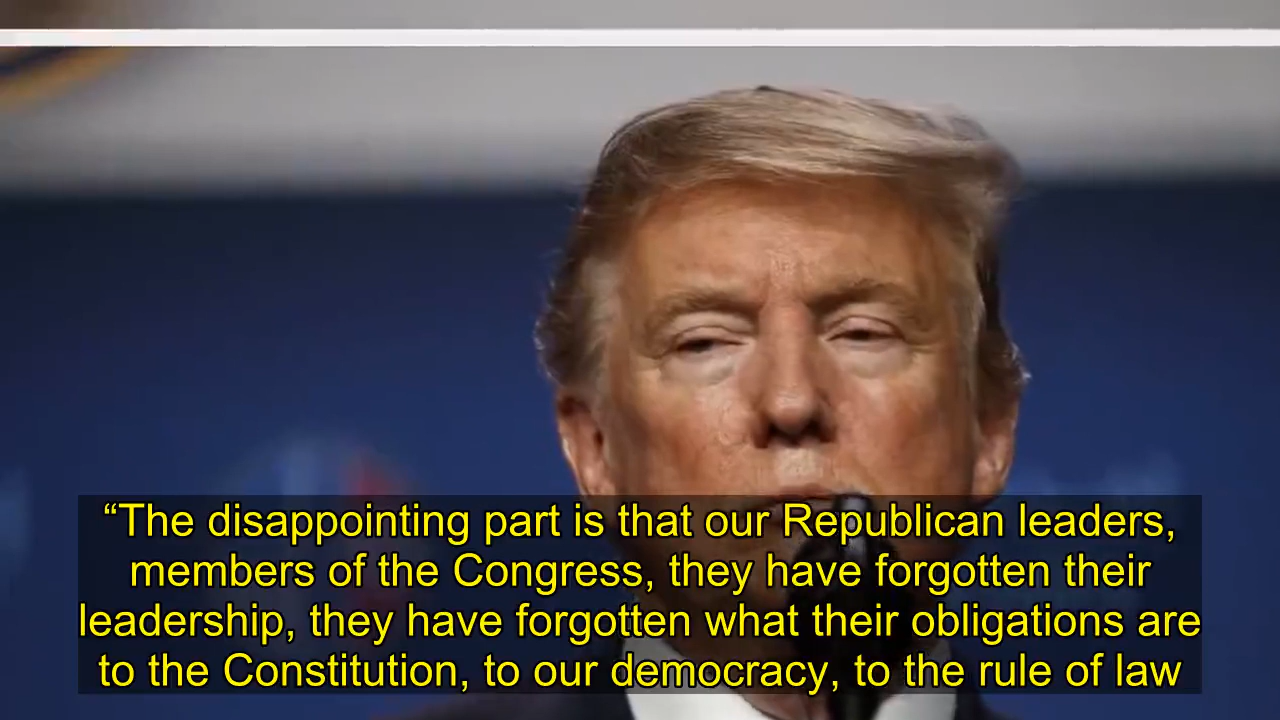 “The disappointing part is that our Republican leaders,
members of the Congress, they have forgotten their
leadership, they have forgotten what their obligations are
to the Constitution, to our democracy, to the rule of law